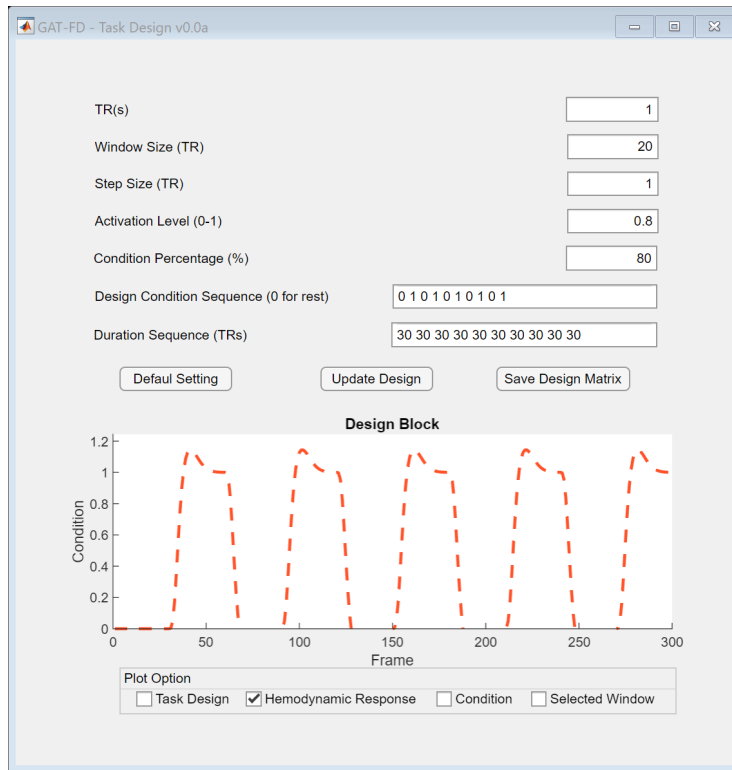 GAT-FD - Task Design v0.0a
TR(s) 1
Window Size (TR) 20
Step Size (TR) 1
Activation Level (0-1) 0.8
Condition Percentage (%) 80
Design Condition Sequence (0 for rest) 0 1 0 1 0 1 0 1 0 1
Duration Sequence (TRs) 30 30 30 30 30 30 30 30 30 30
Defaul Setting Update Design Save Design Matrix
Design Block
1.2
1
0.8
0.6
0.4
0.2
0
Condition
0 50 100 150 200 250 300
Frame
Plot Option
Task Design Hemodynamic Response Condition Selected Window